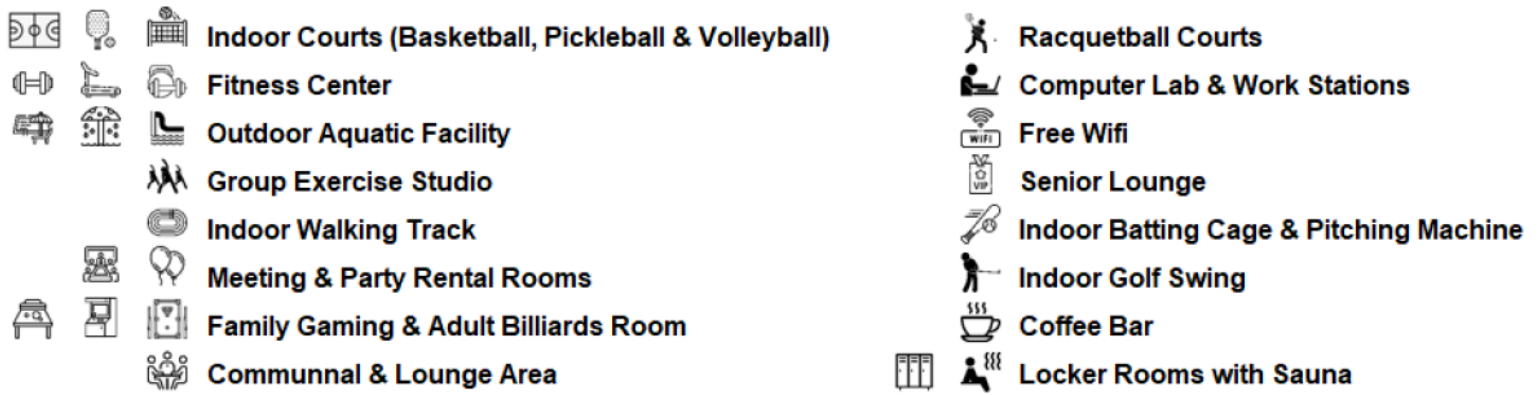 Indoor Courts (Basketball, Pickleball & Volleyball)
Fitness Center
Outdoor Aquatic Facility
Group Exercise Studio
Indoor Walking Track
Meeting & Party Rental Rooms
Family Gaming & Adult Billiards Room
Communnal & Lounge Area
Racquetball Courts
Computer Lab & Work Stations
WIFI
Free Wifi
VIP
Senior Lounge
Indoor Batting Cage & Pitching Machine
Indoor Golf Swing
Coffee Bar
Locker Rooms with Sauna